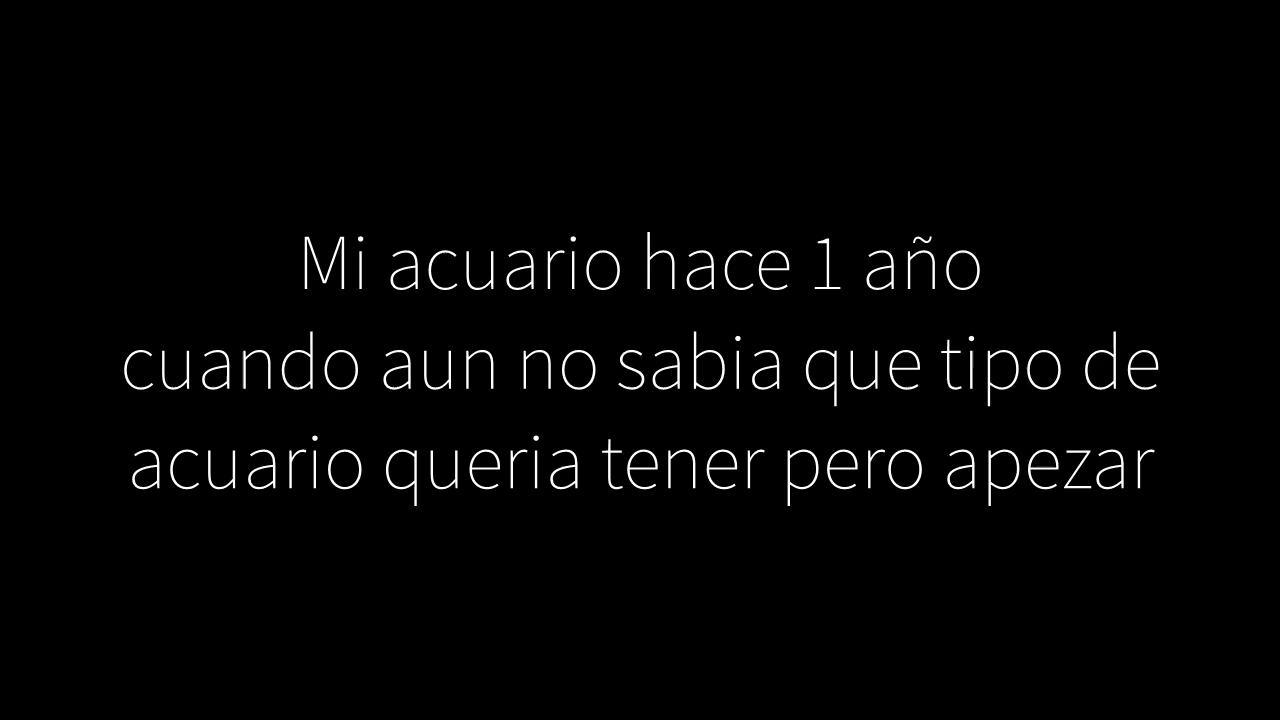 Mi acuario hace 1 año
cuando aun no sabia que tipo de
acuario queria tener pero apezar